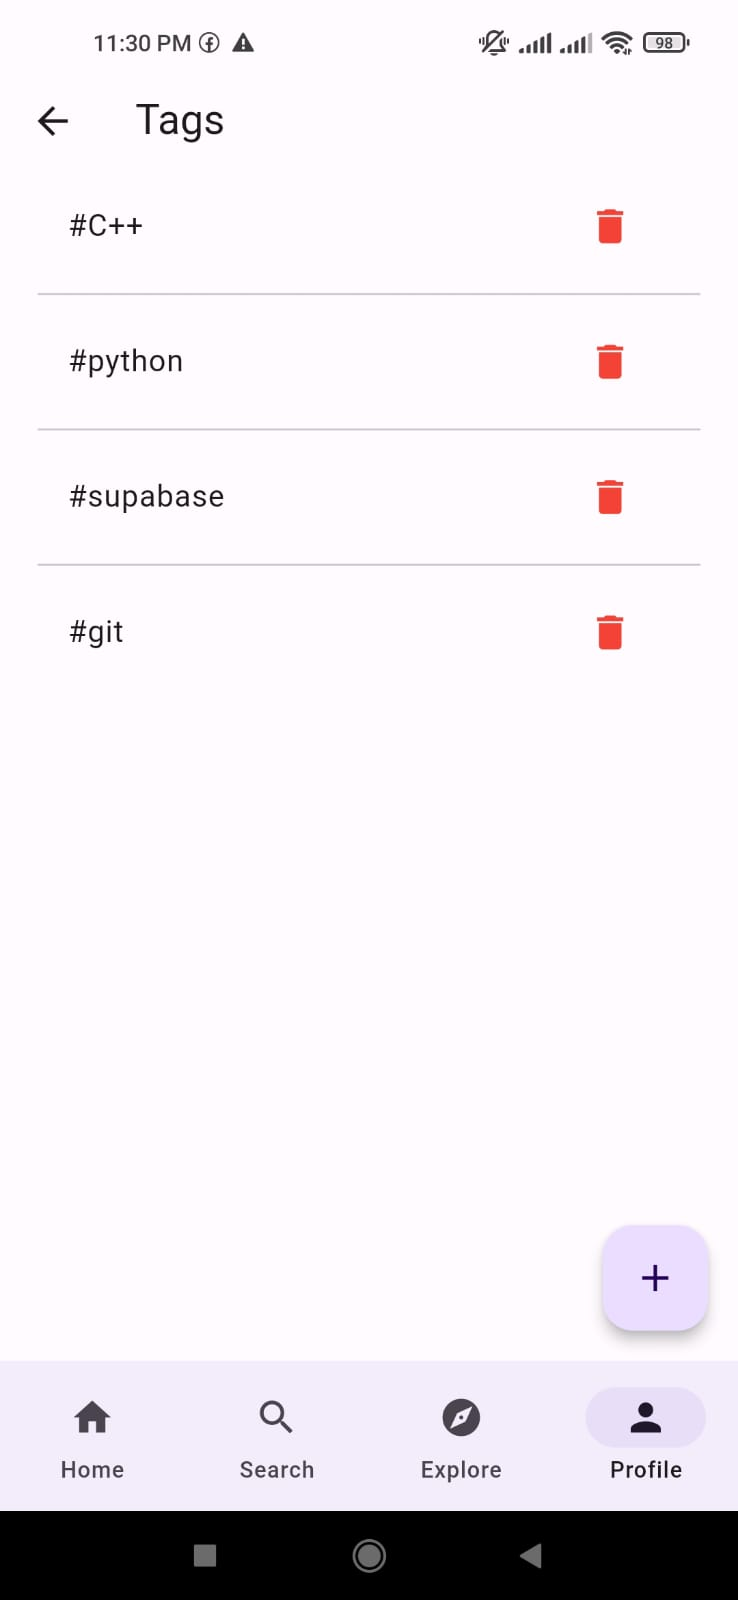 11:30 PM
98
Tags
#C++
#python
#supabase
#git
+
Home
Search
Explore
Profile